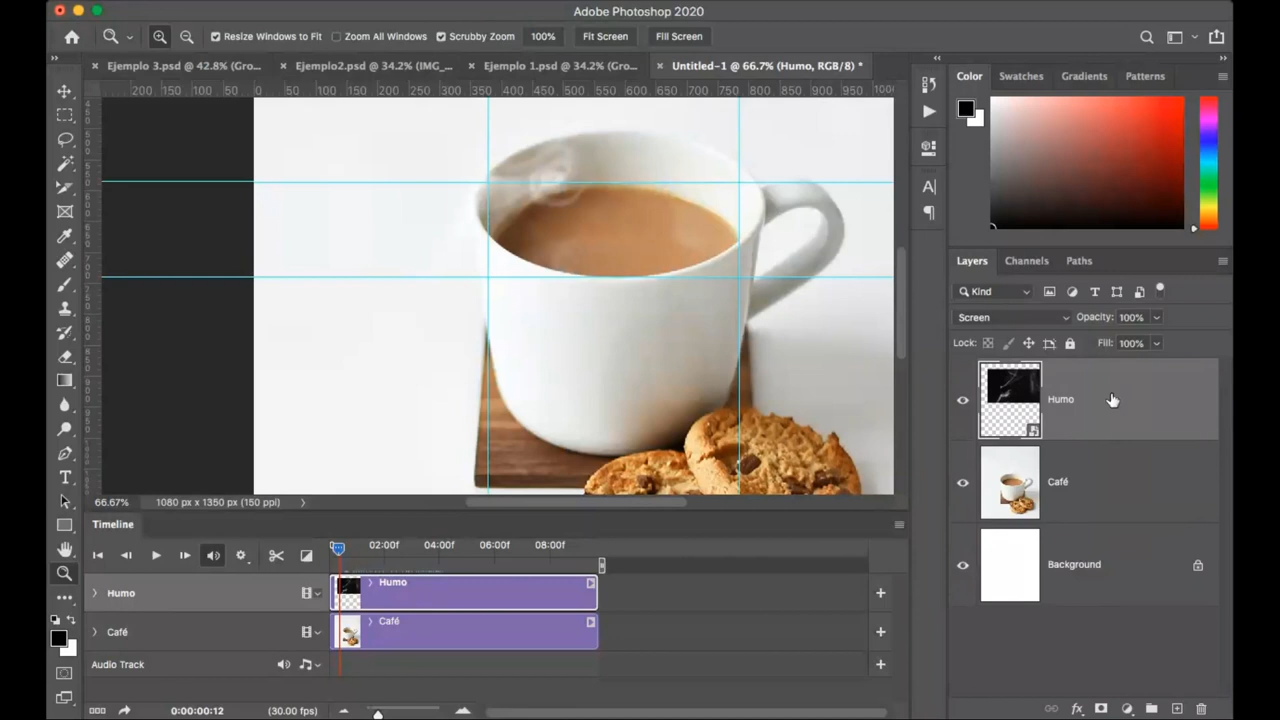 Adobe Photoshop 2020
Resize Windows to Fit Zoom All Windows Scrubby Zoom 100% Fit Screen Fill Screen
Ejemplo 3.psd @ 42.8% (Gro... Ejemplo2.psd @ 34.2% (IMG_... Ejemplo 1.psd @ 34.2% (Gro... Untitled-1 @ 66.7% (Humo, RGB/8) *
200 150 100 50 0 50 100 150 200 250 300 350 400 450 500 550 600 650 700 750 800 850 900 950 1000
Color Swatches Gradients Patterns
Layers Channels Paths
Kind
Screen Opacity: 100%
Lock: Fill: 100%
Humo
Café
Background
66.67% 1080 px x 1350 px (150 ppi)
Timeline
02:00f 04:00f 06:00f 08:00f
Humo Humo
Café Café
Audio Track
0:00:00:12 (30.00 fps)